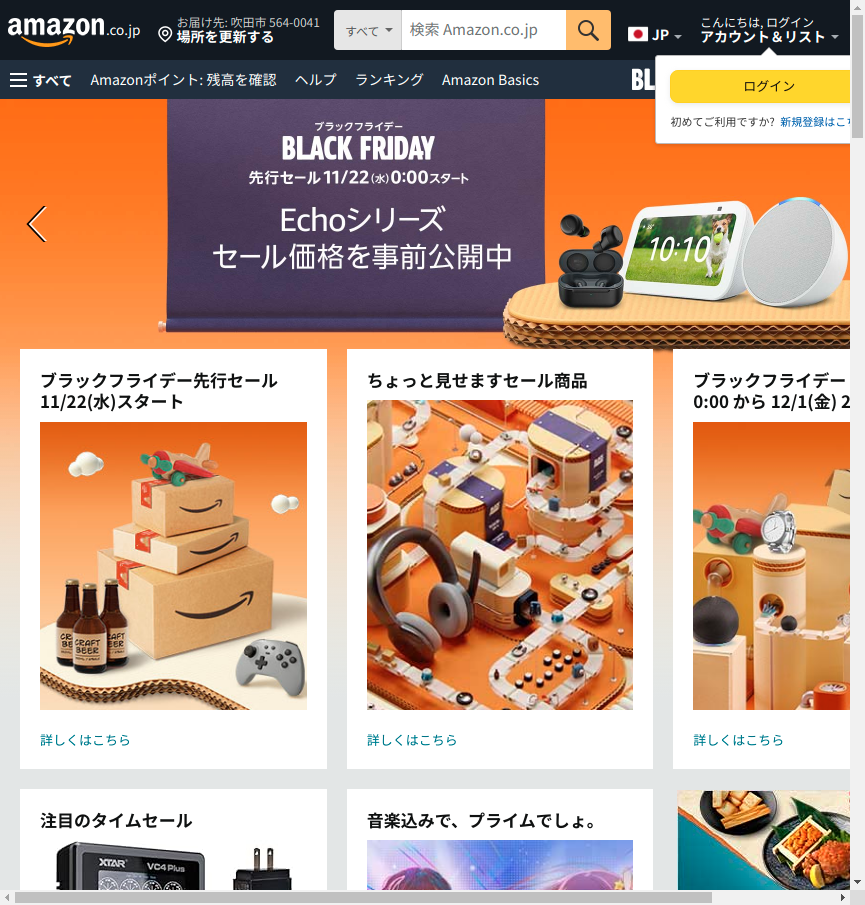 amazon.co.jp
お届け先: 吹田市 564-0041
場所を更新する
すべて
検索 Amazon.co.jp
JP
こんにちは, ログイン
アカウント＆リスト
すべて
Amazonポイント: 残高を確認
ヘルプ
ランキング
Amazon Basics
BL
ログイン
初めてご利用ですか? 新規登録はこち
ブラックフライデー
BLACK FRIDAY
先行セール 11/22(水)0:00スタート
Echoシリーズ
セール価格を事前公開中
10:10
ブラックフライデー先行セール
11/22(水)スタート
CRAFT
BEER
詳しくはこちら
ちょっと見せますセール商品
詳しくはこちら
ブラックフライデー
0:00 から 12/1(金) 2
詳しくはこちら
注目のタイムセール
XTAR
VC4 Plus
音楽込みで、プライムでしょ。